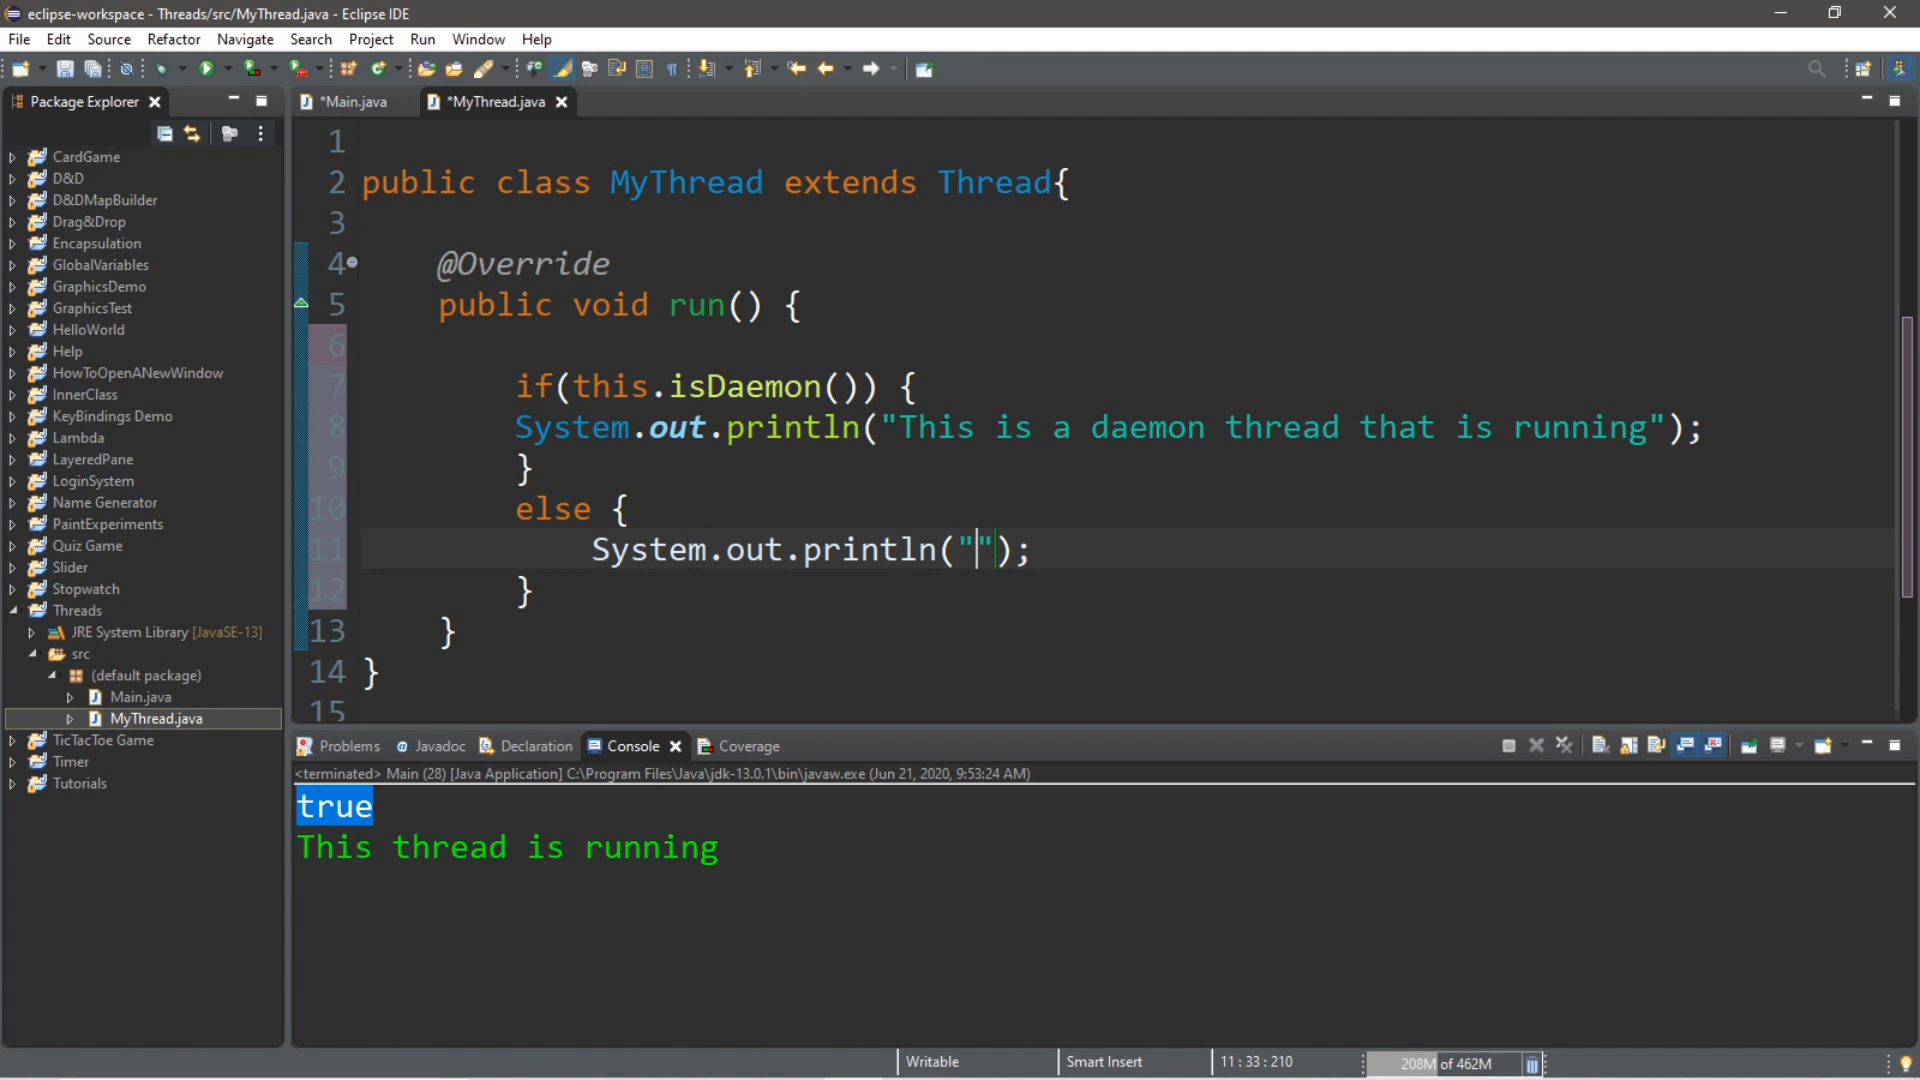 eclipse-workspace - Threads/src/MyThread.java - Eclipse IDE
File Edit Source Refactor Navigate Search Project Run Window Help
Package Explorer
*Main.java
*MyThread.java
CardGame
D&D
D&DMapBuilder
Drag&Drop
Encapsulation
GlobalVariables
GraphicsDemo
GraphicsTest
HelloWorld
Help
HowToOpenANewWindow
InnerClass
KeyBindings Demo
Lambda
LayeredPane
LoginSystem
Name Generator
PaintExperiments
Quiz Game
Slider
Stopwatch
Threads
JRE System Library [JavaSE-13]
src
(default package)
Main.java
MyThread.java
TicTacToe Game
Timer
Tutorials
1
2 public class MyThread extends Thread{
3
4 @Override
5 public void run() {
6
7 if(this.isDaemon()) {
8 System.out.println("This is a daemon thread that is running");
9 }
10 else {
11 System.out.println("");
12 }
13 }
14 }
15
Problems @ Javadoc Declaration Console Coverage
<terminated> Main (28) [Java Application] C:\Program Files\Java\jdk-13.0.1\bin\javaw.exe (Jun 21, 2020, 9:53:24 AM)
true
This thread is running
Writable Smart Insert 11 : 33 : 210 208M of 462M